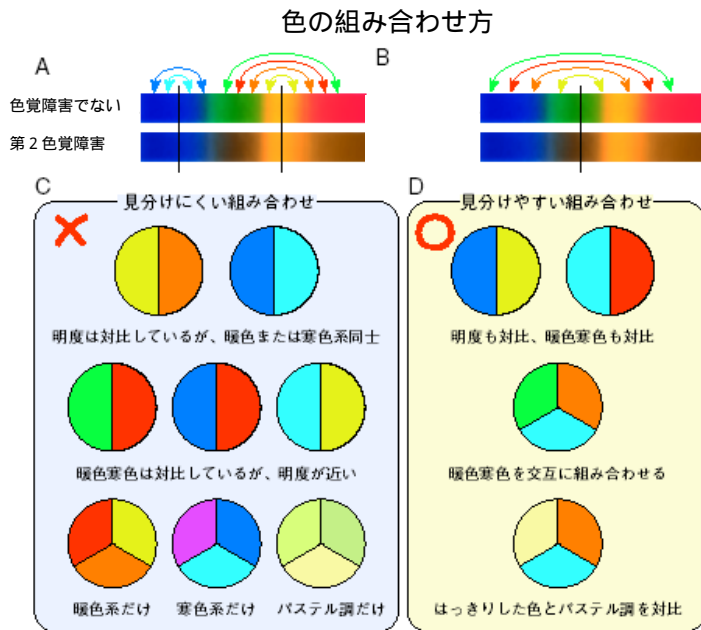 色の組み合わせ方
A
B
色覚障害でない
第2色覚障害
C
見分けにくい組み合わせ
明度は対比しているが、暖色または寒色系同士
暖色寒色は対比しているが、明度が近い
暖色系だけ
寒色系だけ
パステル調だけ
D
見分けやすい組み合わせ
明度も対比、暖色寒色も対比
暖色寒色を交互に組み合わせる
はっきりした色とパステル調を対比